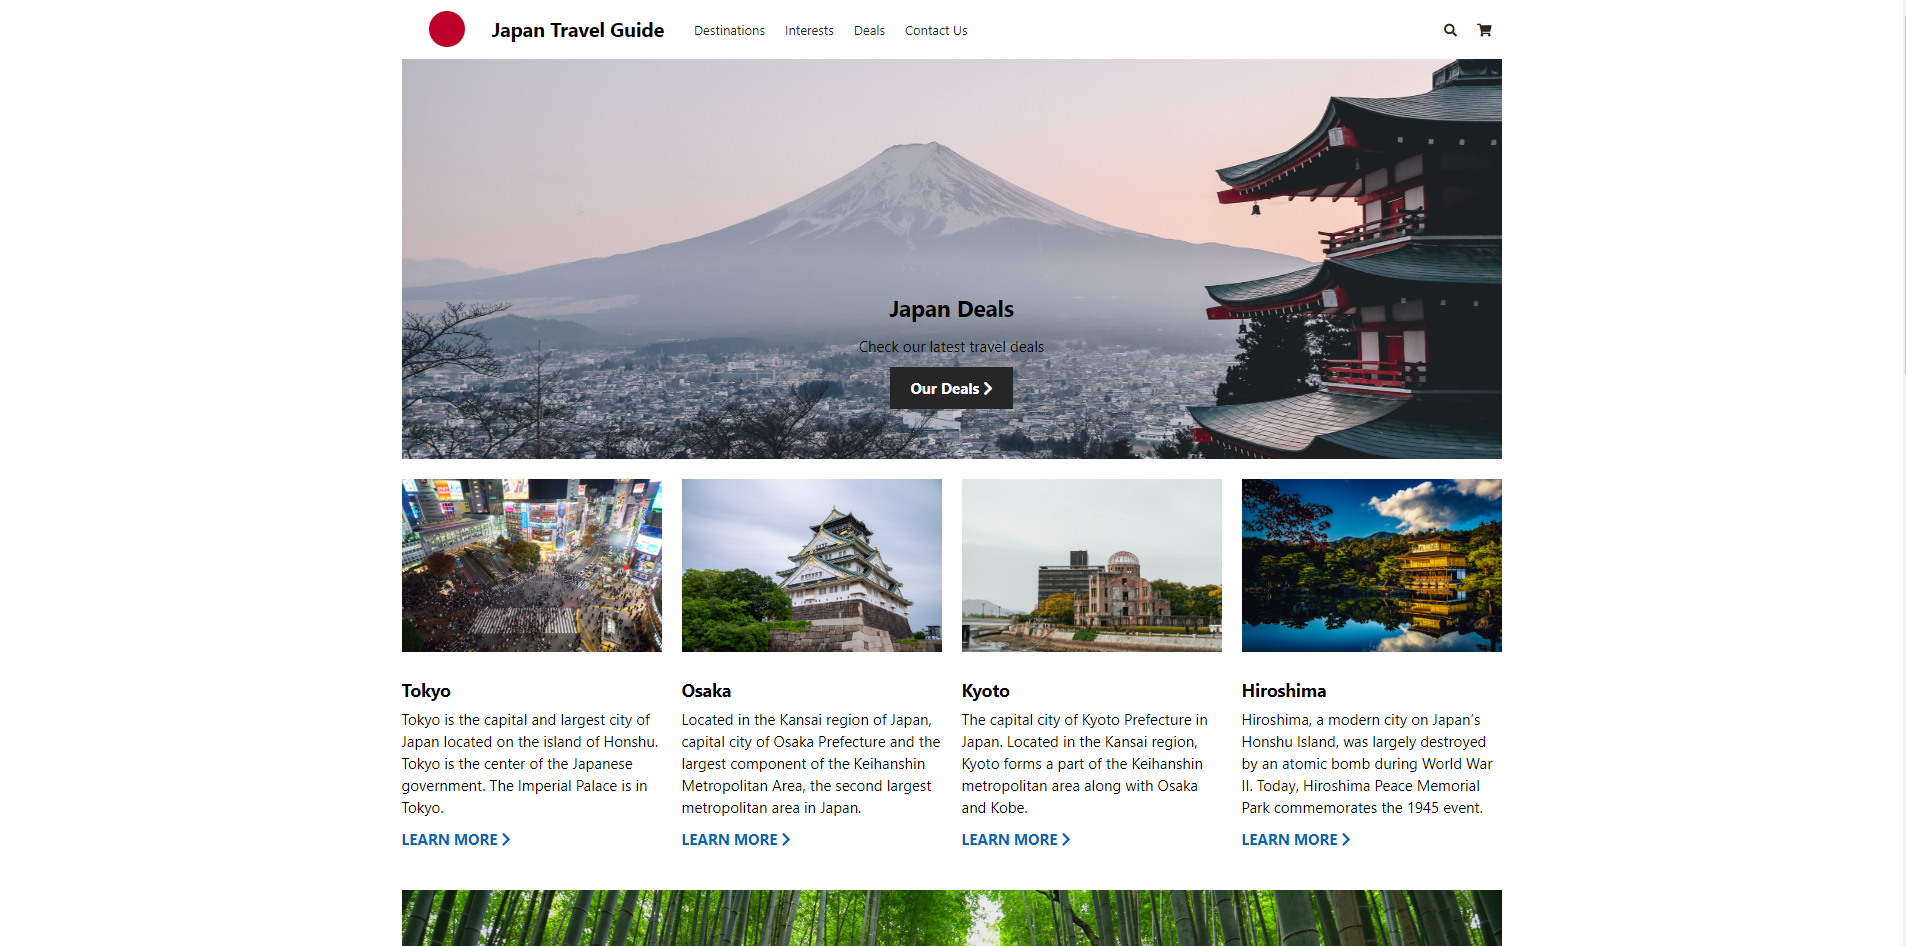 Japan Travel Guide
Destinations
Interests
Deals
Contact Us
Japan Deals
Check our latest travel deals
Our Deals
Tokyo
Tokyo is the capital and largest city of
Japan located on the island of Honshu.
Tokyo is the center of the Japanese
government. The Imperial Palace is in
Tokyo.
LEARN MORE
Osaka
Located in the Kansai region of Japan,
capital city of Osaka Prefecture and the
largest component of the Keihanshin
Metropolitan Area, the second largest
metropolitan area in Japan.
LEARN MORE
Kyoto
The capital city of Kyoto Prefecture in
Japan. Located in the Kansai region,
Kyoto forms a part of the Keihanshin
metropolitan area along with Osaka
and Kobe.
LEARN MORE
Hiroshima
Hiroshima, a modern city on Japan's
Honshu Island, was largely destroyed
by an atomic bomb during World War
II. Today, Hiroshima Peace Memorial
Park commemorates the 1945 event.
LEARN MORE